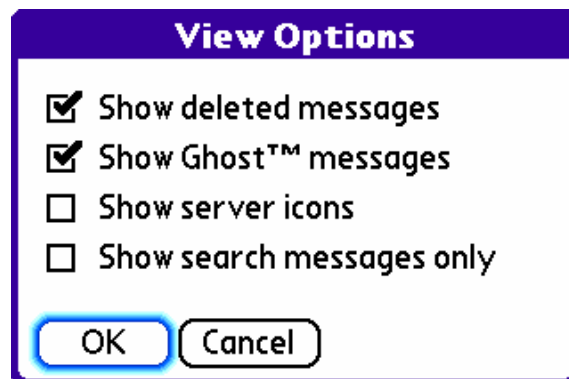 View Options
Show deleted messages
Show Ghost™ messages
Show server icons
Show search messages only
OK Cancel